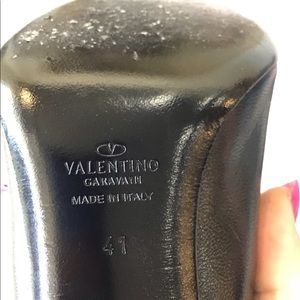 VALENTINO
GARAVANI
MADE IN ITALY
41